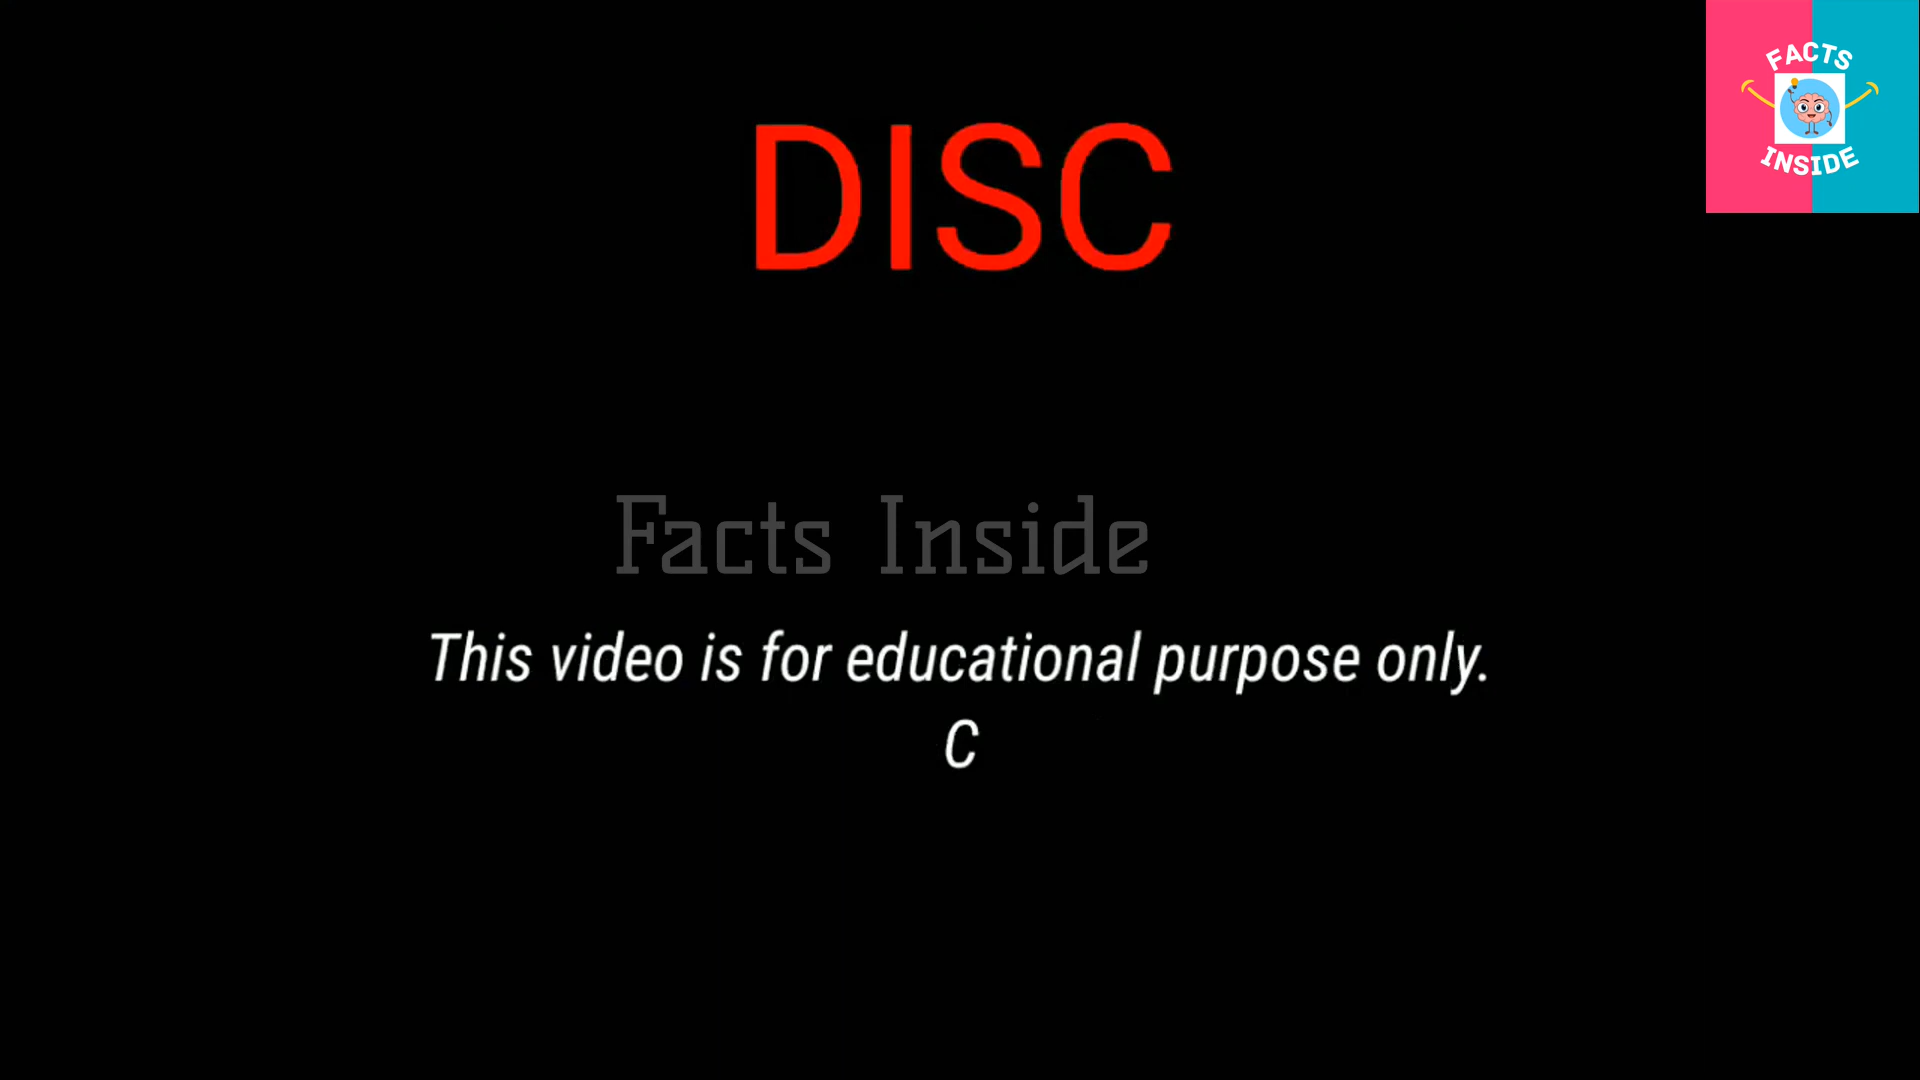 DISC
FACTS
INSIDE
Facts Inside
This video is for educational purpose only.
C